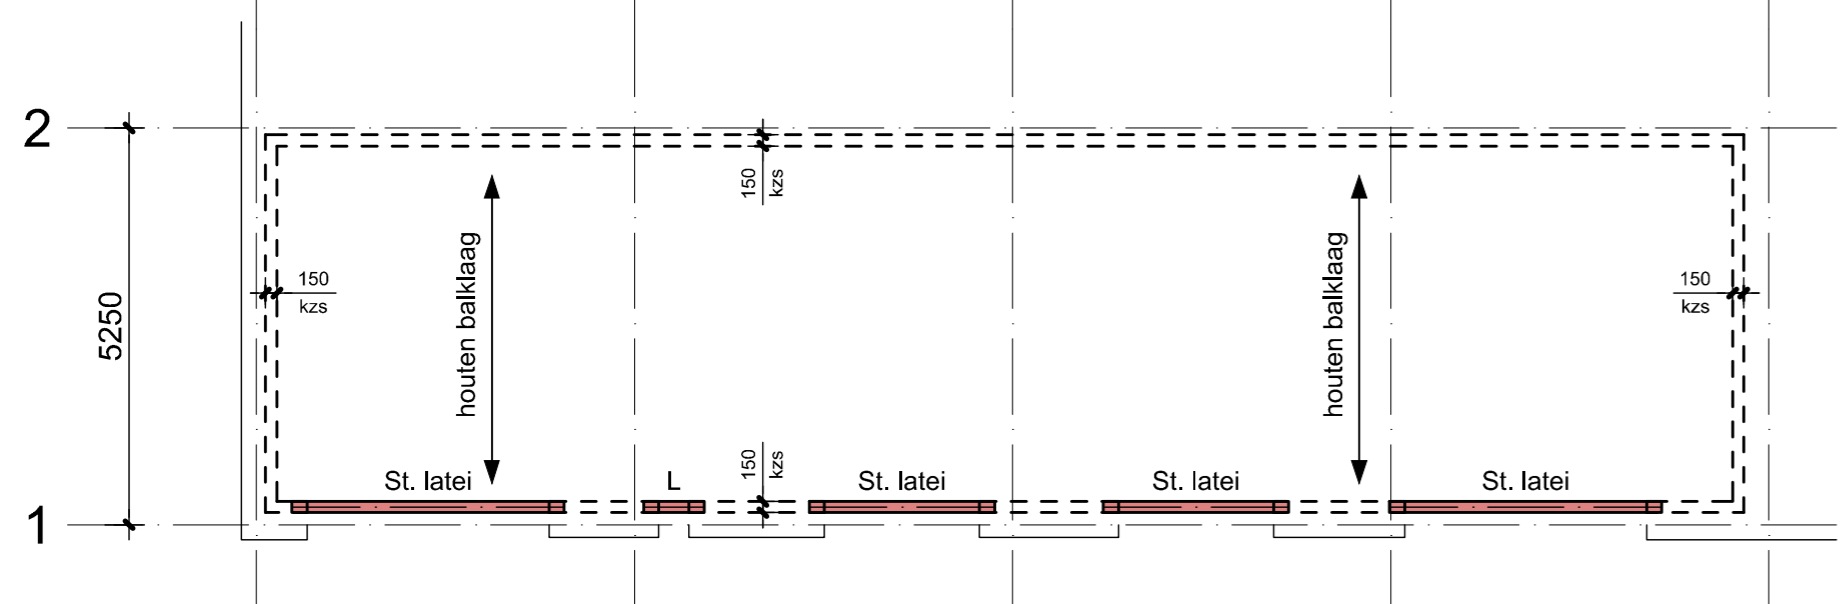 2
150
kzs
houten balklaag
houten balklaag
150
kzs
150
kzs
5250
150
kzs
St. latei
L
St. latei
St. latei
St. latei
1